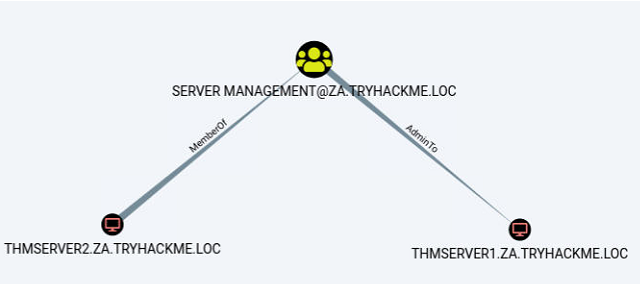 SERVER MANAGEMENT@ZA.TRYHACKME.LOC
MemberOf
AdminTo
THMSERVER2.ZA.TRYHACKME.LOC
THMSERVER1.ZA.TRYHACKME.LOC